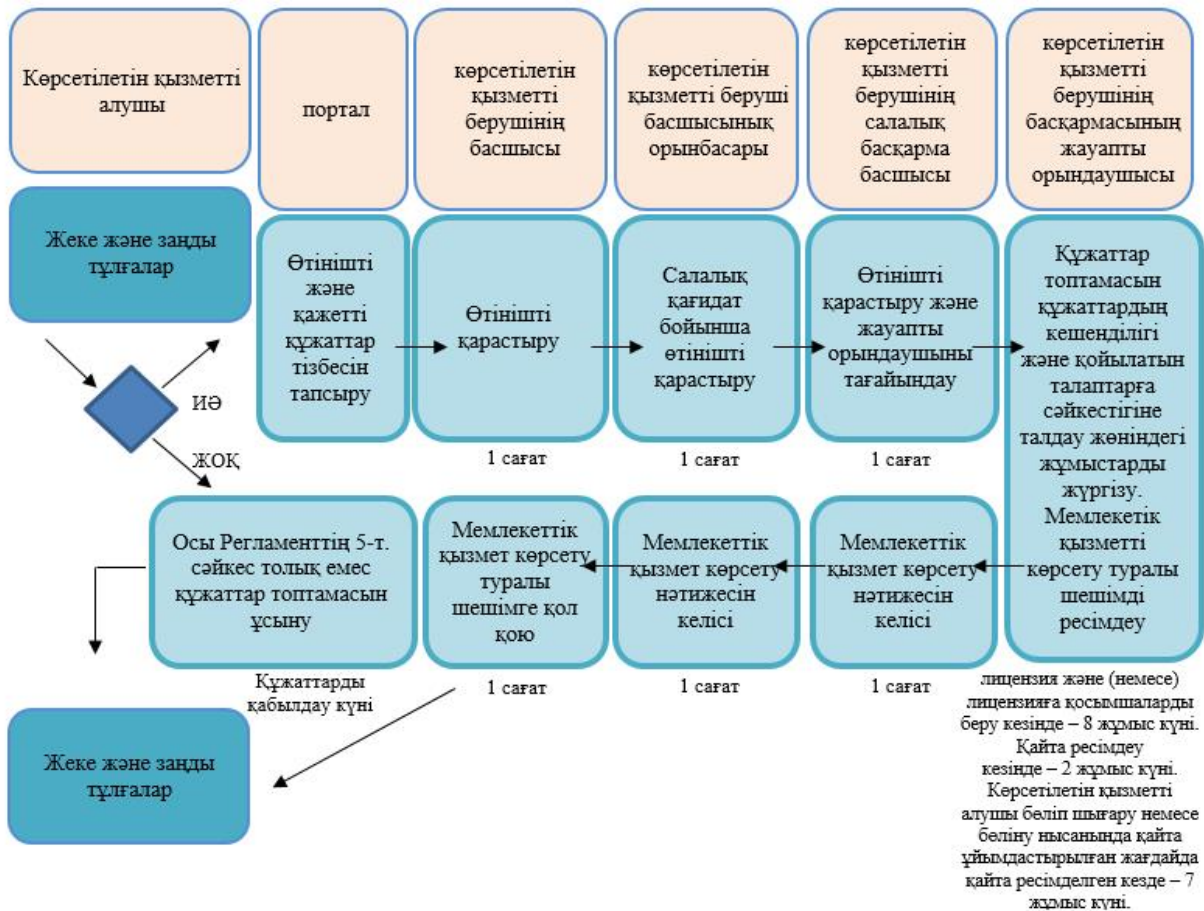 Көрсетілетін қызметті
алушы
портал
көрсетілетін
қызметті
берушінің
басшысы
көрсетілетін
қызметті беруші
басшысынық
орынбасары
көрсетілетін
қызметті
берушінің
салалық
басқарма
басшысы
көрсетілетін
қызметті
берушінің
басқармасының
жауапты
орындаушысы
Жеке және заңды
тұлғалар
Өтінішті
және
қажетті
құжаттар
тізбесін
тапсыру
Өтінішті
қарастыру
Салалық
қағидат
бойынша
өтінішті
қарастыру
Өтінішті
қарастыру және
жауапты
орындаушыны
тағайындау
Құжаттар
топтамасын
құжаттардың
кешенділігі
және қойылатын
талаптарға
сәйкестігіне
талдау жөніндегі
жұмыстарды
жүргізу.
Мемлекетік
қызметті
көрсету туралы
шешімді
ресімдеу
ИӘ
ЖОҚ
1 сағат
1 сағат
1 сағат
Осы Регламенттің 5-т.
сәйкес толық емес
құжаттар топтамасын
ұсыну
Мемлекеттік
қызмет көрсету
туралы
шешімге қол
қою
Мемлекеттік
қызмет көрсету
нәтижесін
келісі
Мемлекеттік
қызмет көрсету
нәтижесін
келісі
Құжаттарды
қабылдау күні
1 сағат
1 сағат
1 сағат
лицензия және (немесе)
лицензияға қосымшаларды
беру кезінде – 8 жұмыс күні.
Қайта ресімдеу
кезінде – 2 жұмыс күні.
Көрсетілетін қызметті
алушы бөліп шығару немесе
бөліну нысанында қайта
ұйымдастырылған жағдайда
қайта ресімделген кезде – 7
жұмыс күні.
Жеке және заңды
тұлғалар